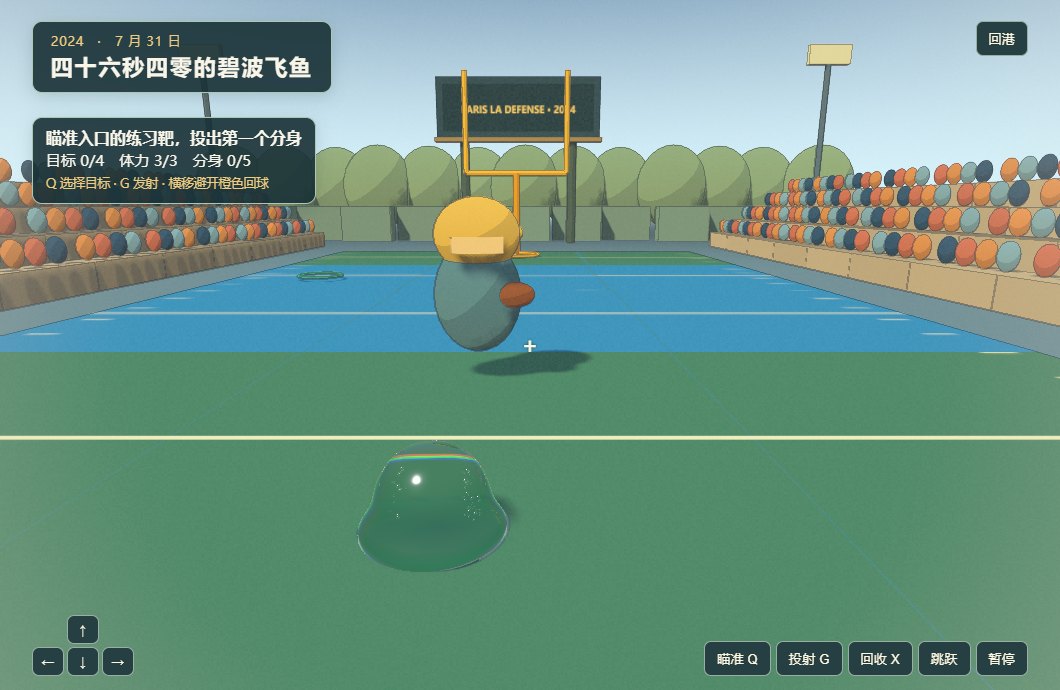 2024 · 7 月 31 日
四十六秒四零的碧波飞鱼
回港
瞄准入口的练习靶，投出第一个分身
目标 0/4 体力 3/3 分身 0/5
Q 选择目标 · G 发射 · 横移避开橙色回球
ARIS LA DEFENSE • 2024
↑
← ↓ →
瞄准 Q 投射 G 回收 X 跳跃 暂停